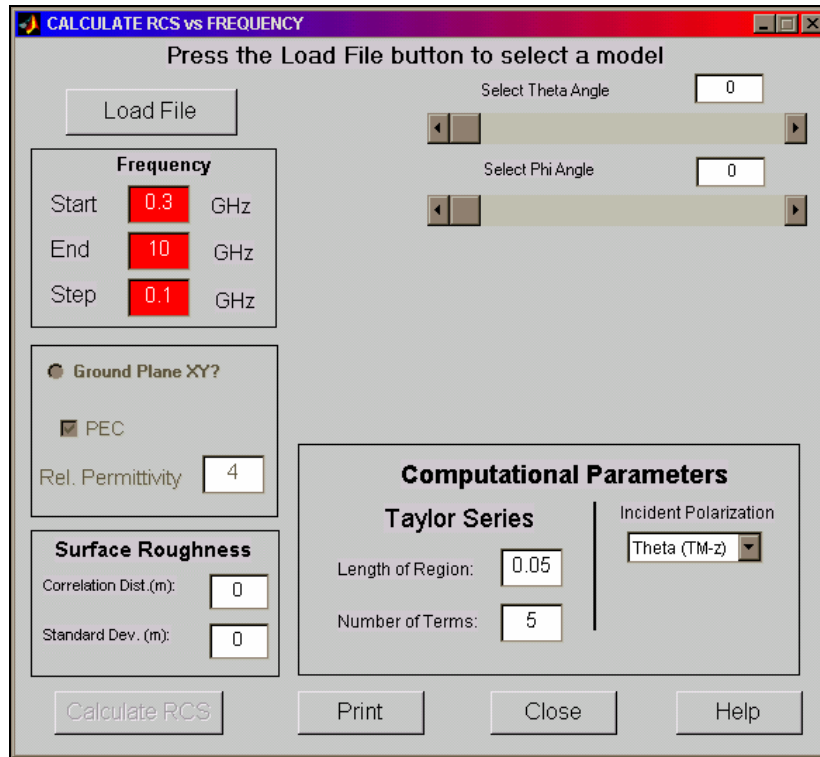 CALCULATE RCS vs FREQUENCY
Press the Load File button to select a model
Load File
Select Theta Angle 0
Select Phi Angle 0
Frequency
Start 0.3 GHz
End 10 GHz
Step 0.1 GHz
Ground Plane XY?
PEC
Rel. Permittivity 4
Surface Roughness
Correlation Dist.(m): 0
Standard Dev. (m): 0
Computational Parameters
Taylor Series
Length of Region: 0.05
Number of Terms: 5
Incident Polarization
Theta (TM-z)
Calculate RCS Print Close Help